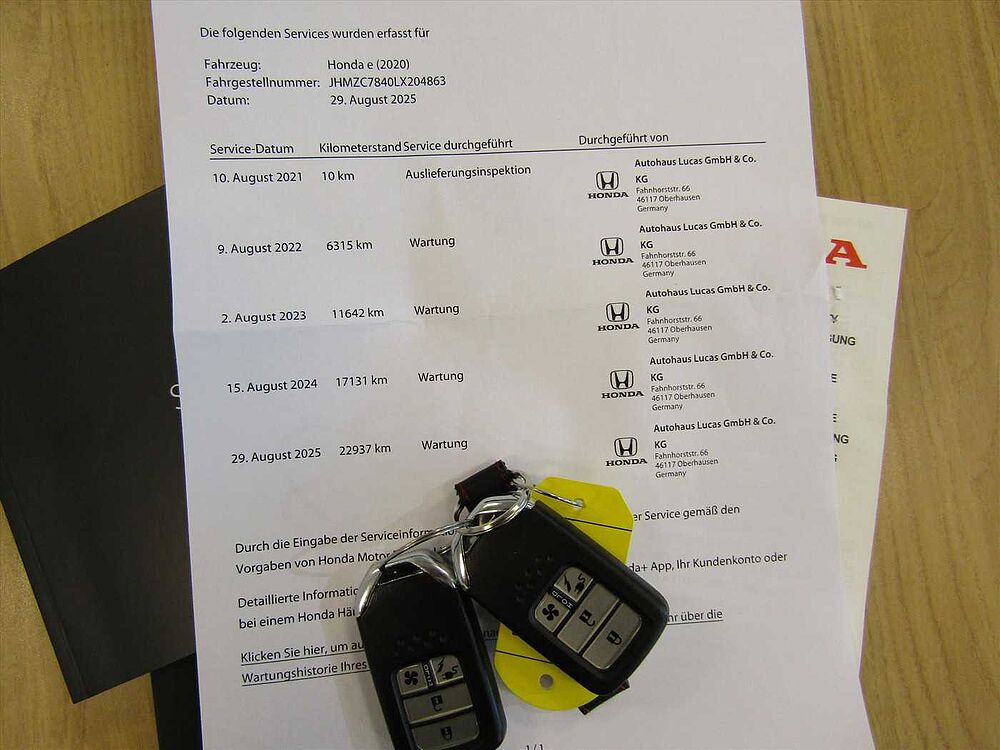 Die folgenden Services wurden erfasst für
Fahrzeug: Honda e (2020)
Fahrgestellnummer: JHMZC7840LX204863
Datum: 29. August 2025
Service-Datum Kilometerstand Service durchgeführt Durchgeführt von
10. August 2021 10 km Auslieferungsinspektion
HONDA
Autohaus Lucas GmbH & Co.
KG
Fahnhorststr. 66
46117 Oberhausen
Germany
9. August 2022 6315 km Wartung
HONDA
Autohaus Lucas GmbH & Co.
KG
Fahnhorststr. 66
46117 Oberhausen
Germany
2. August 2023 11642 km Wartung
HONDA
Autohaus Lucas GmbH & Co.
KG
Fahnhorststr. 66
46117 Oberhausen
Germany
15. August 2024 17131 km Wartung
HONDA
Autohaus Lucas GmbH & Co.
KG
Fahnhorststr. 66
46117 Oberhausen
Germany
29. August 2025 22937 km Wartung
HONDA
Autohaus Lucas GmbH & Co.
KG
Fahnhorststr. 66
46117 Oberhausen
Germany
Durch die Eingabe der Serviceinform er Service gemäß den
Vorgaben von Honda Motor
Detaillierte Informati da+ App, Ihr Kundenkonto oder
bei einem Honda Hä
Klicken Sie hier, um au hr über die
Wartungshistorie Ihres
1/1
A
GUNG
E
E
NG
HOLD
HOLD